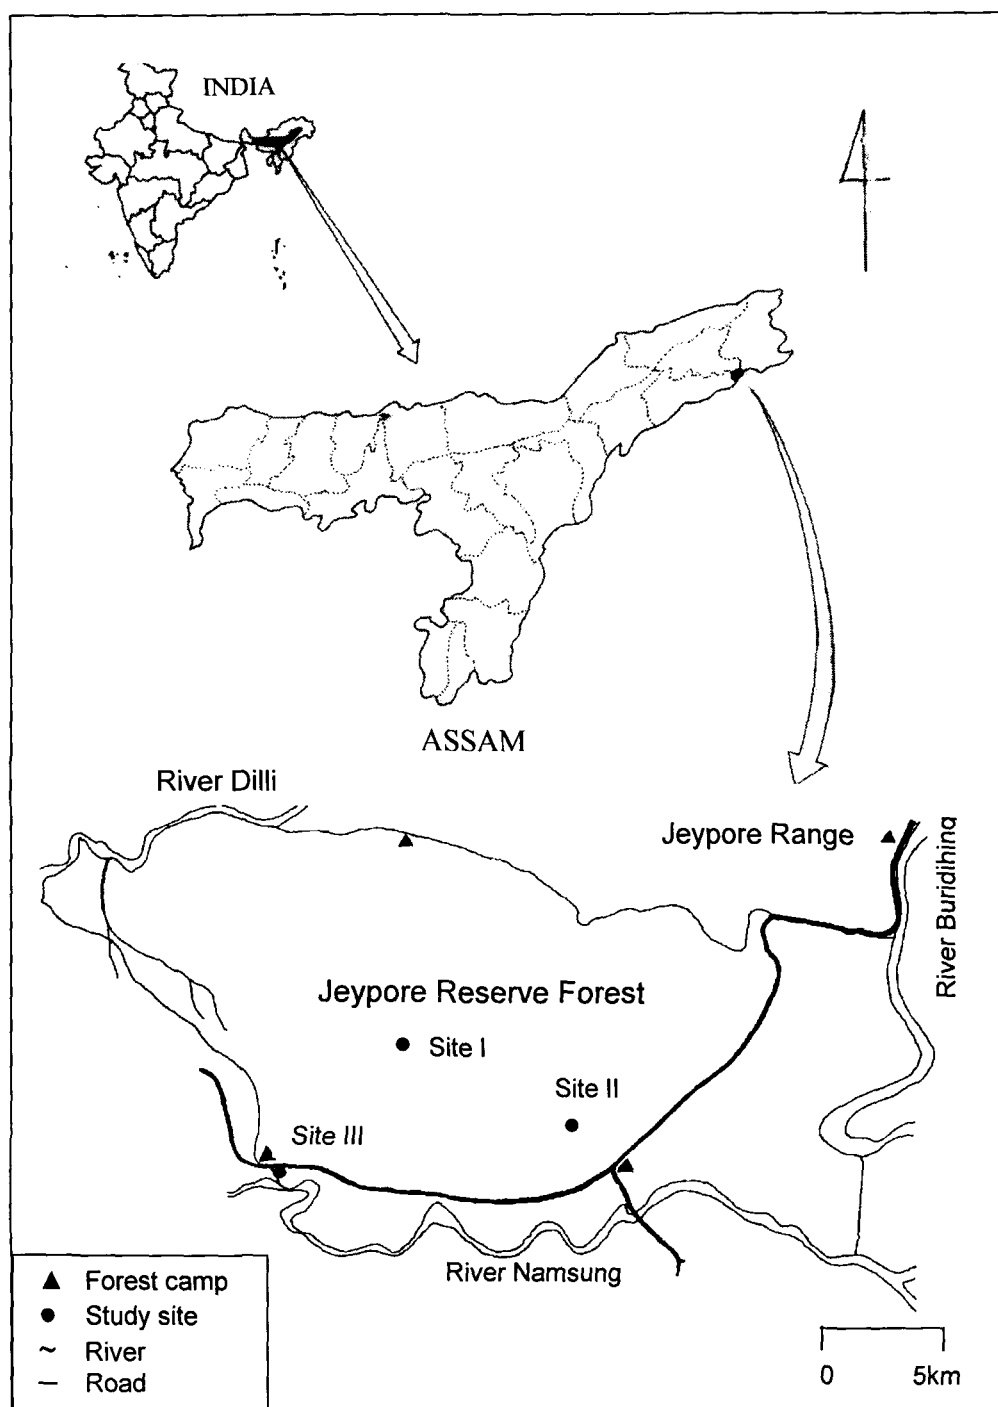 INDIA
ASSAM
River Dilli
Jeypore Range
River Buridihing
Jeypore Reserve Forest
Site I
Site II
Site III
River Namsung
Forest camp
Study site
River
Road
0 5km